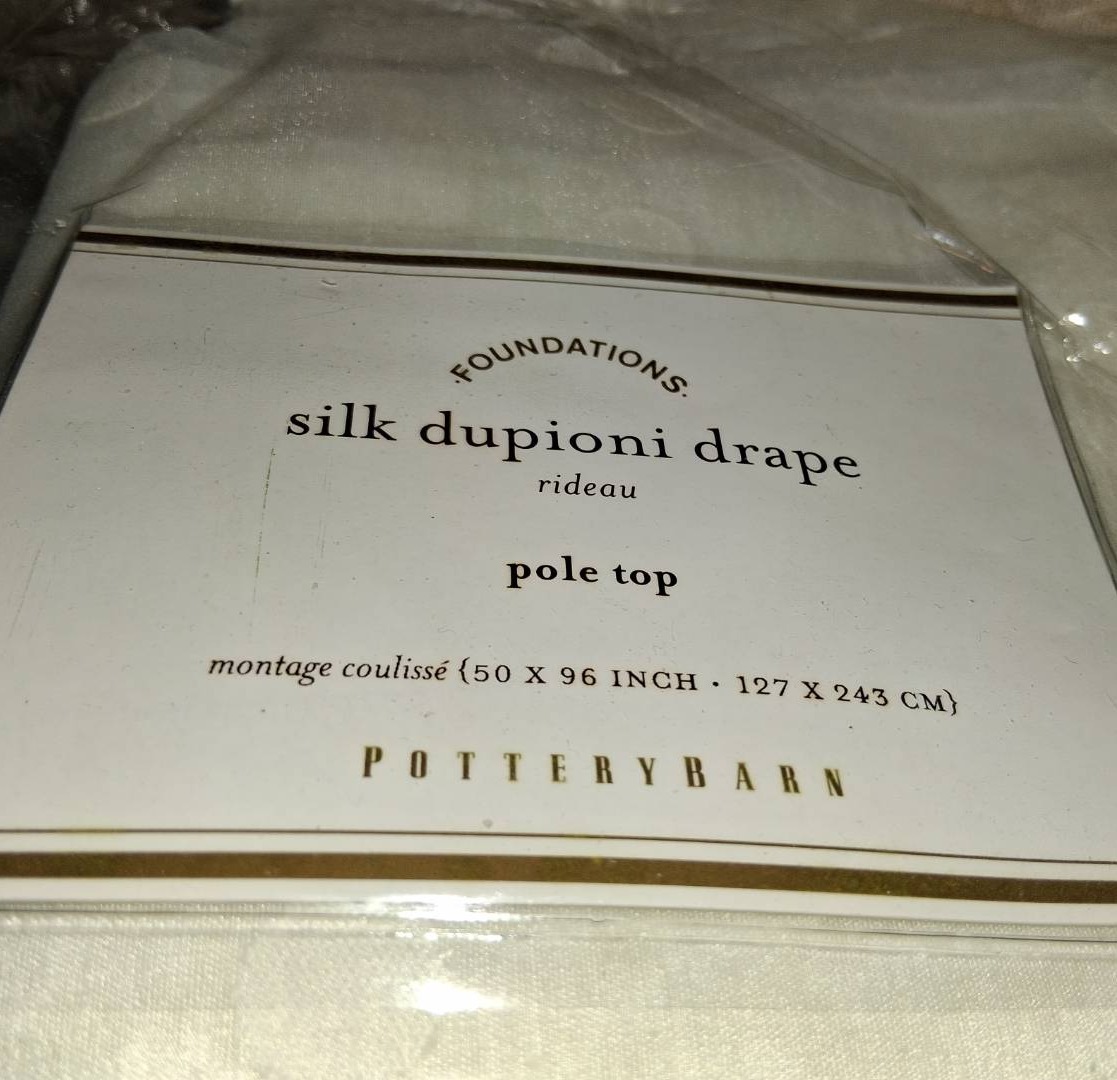 ·FOUNDATIONS·
silk dupioni drape
rideau
pole top
montage coulissé {50 X 96 INCH · 127 X 243 CM}
POTTERYBARN